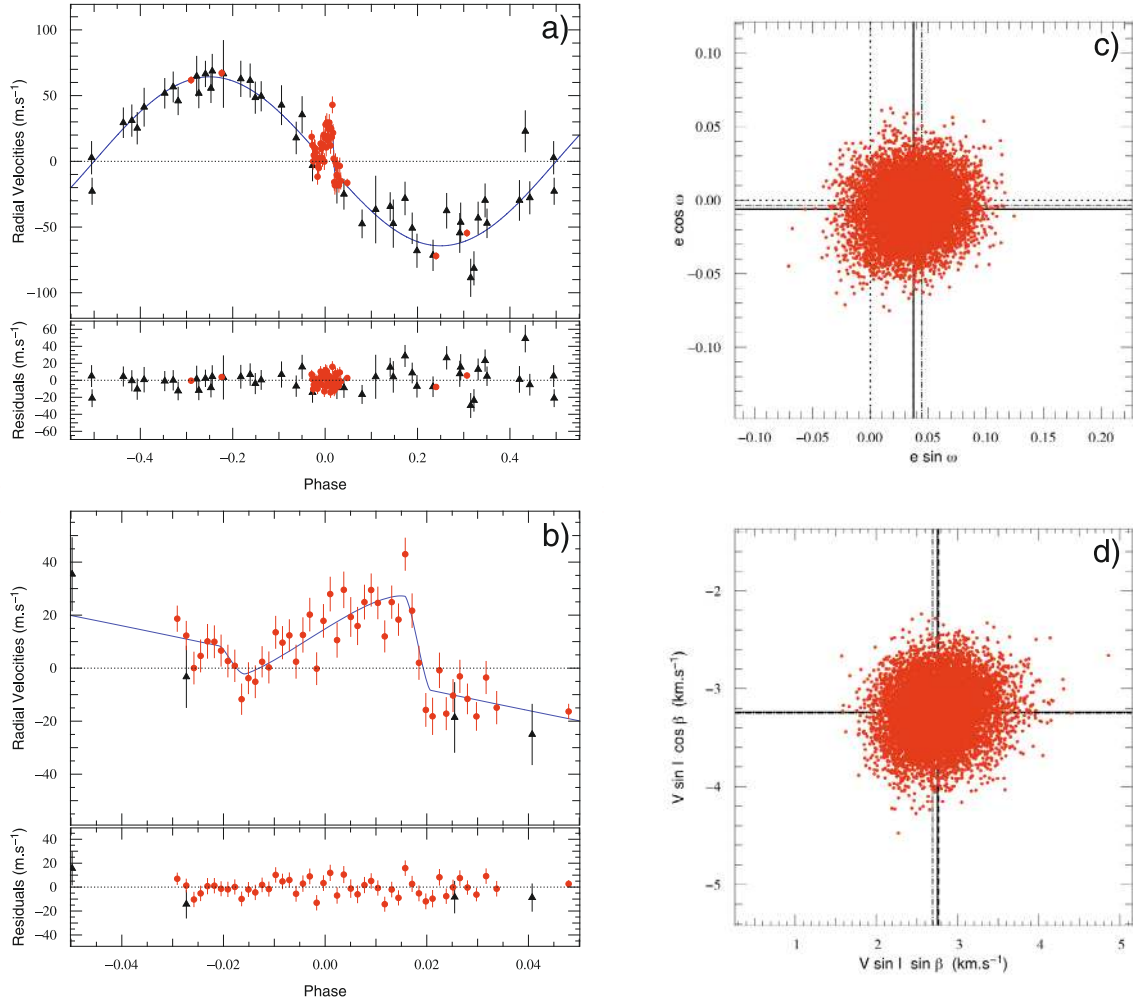 a)
100
50
0
−50
−100
Radial Velocities (m.s⁻¹)
60
40
20
0
−20
−40
−60
Residuals (m.s⁻¹)
−0.4 −0.2 0.0 0.2 0.4
Phase
b)
40
20
0
−20
−40
Radial Velocities (m.s⁻¹)
40
20
0
−20
−40
Residuals (m.s⁻¹)
−0.04 −0.02 0.00 0.02 0.04
Phase
c)
0.10
0.05
0.00
−0.05
−0.10
e cos ω
−0.10 −0.05 0.00 0.05 0.10 0.15 0.20
e sin ω
d)
−2
−3
−4
−5
V sin I cos β (km.s⁻¹)
1 2 3 4 5
V sin I sin β (km.s⁻¹)